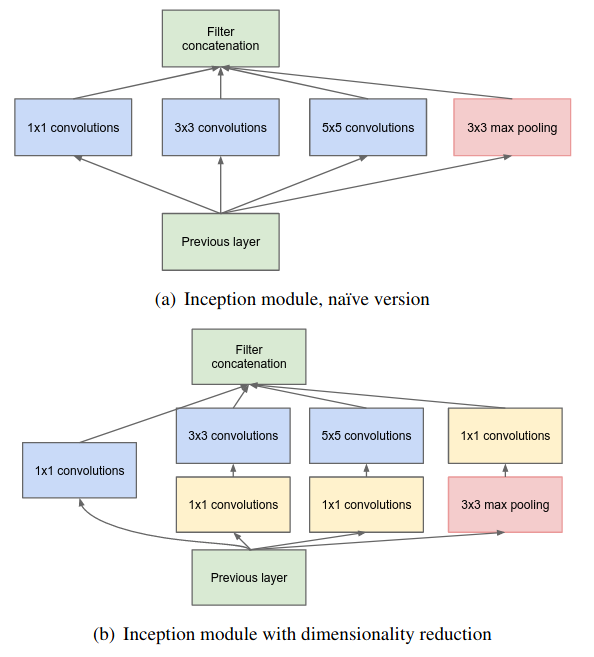 Filter
concatenation
1x1 convolutions
3x3 convolutions
5x5 convolutions
3x3 max pooling
Previous layer
(a) Inception module, naïve version
Filter
concatenation
3x3 convolutions
5x5 convolutions
1x1 convolutions
1x1 convolutions
1x1 convolutions
1x1 convolutions
3x3 max pooling
Previous layer
(b) Inception module with dimensionality reduction